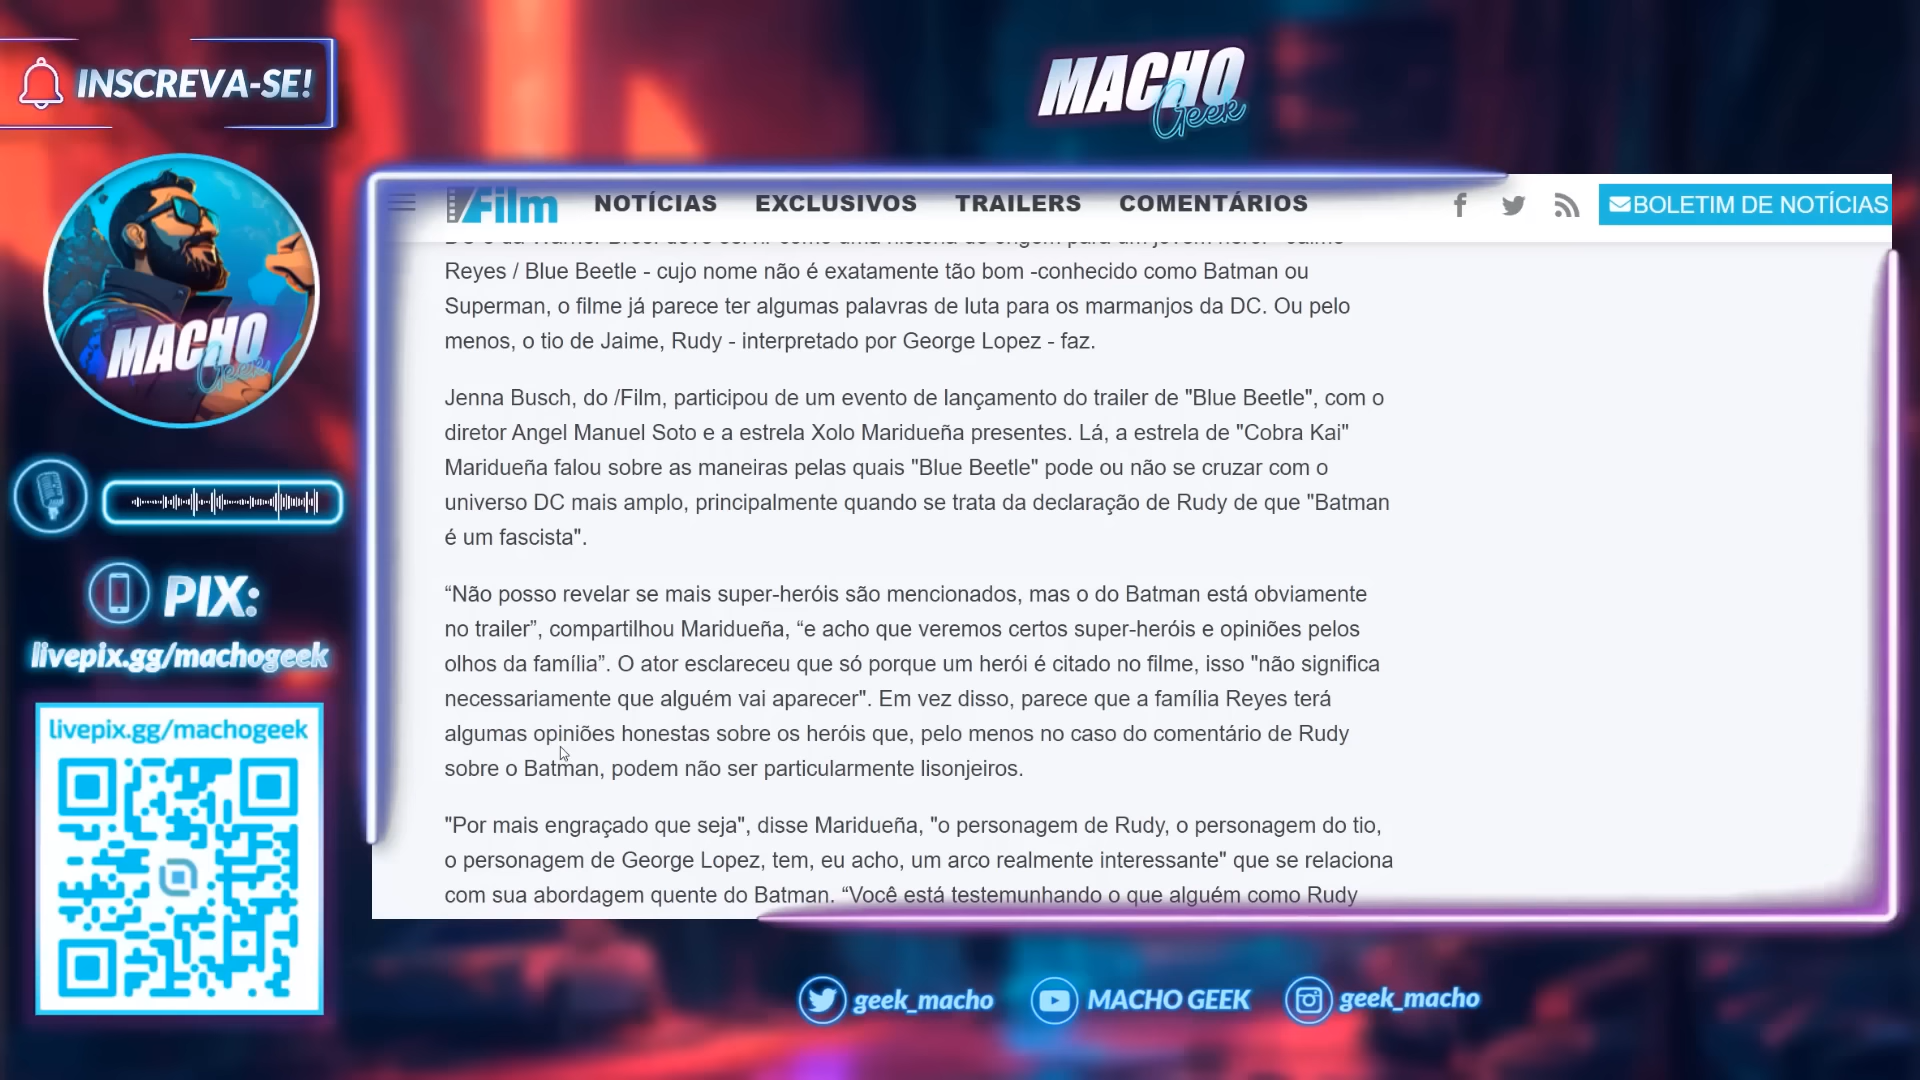 INSCREVA-SE!
MACHO
Geek
MACHO
Geek
/Film NOTÍCIAS EXCLUSIVOS TRAILERS COMENTÁRIOS BOLETIM DE NOTÍCIAS
Reyes / Blue Beetle - cujo nome não é exatamente tão bom -conhecido como Batman ou
Superman, o filme já parece ter algumas palavras de luta para os marmanjos da DC. Ou pelo
menos, o tio de Jaime, Rudy - interpretado por George Lopez - faz.
Jenna Busch, do /Film, participou de um evento de lançamento do trailer de "Blue Beetle", com o
diretor Angel Manuel Soto e a estrela Xolo Maridueña presentes. Lá, a estrela de "Cobra Kai"
Maridueña falou sobre as maneiras pelas quais "Blue Beetle" pode ou não se cruzar com o
universo DC mais amplo, principalmente quando se trata da declaração de Rudy de que "Batman
é um fascista".
“Não posso revelar se mais super-heróis são mencionados, mas o do Batman está obviamente
no trailer”, compartilhou Maridueña, “e acho que veremos certos super-heróis e opiniões pelos
olhos da família”. O ator esclareceu que só porque um herói é citado no filme, isso "não significa
necessariamente que alguém vai aparecer". Em vez disso, parece que a família Reyes terá
algumas opiniões honestas sobre os heróis que, pelo menos no caso do comentário de Rudy
sobre o Batman, podem não ser particularmente lisonjeiros.
"Por mais engraçado que seja", disse Maridueña, "o personagem de Rudy, o personagem do tio,
o personagem de George Lopez, tem, eu acho, um arco realmente interessante" que se relaciona
com sua abordagem quente do Batman. “Você está testemunhando o que alguém como Rudy
PIX:
livepix.gg/machogeek
livepix.gg/machogeek
geek_macho MACHO GEEK geek_macho